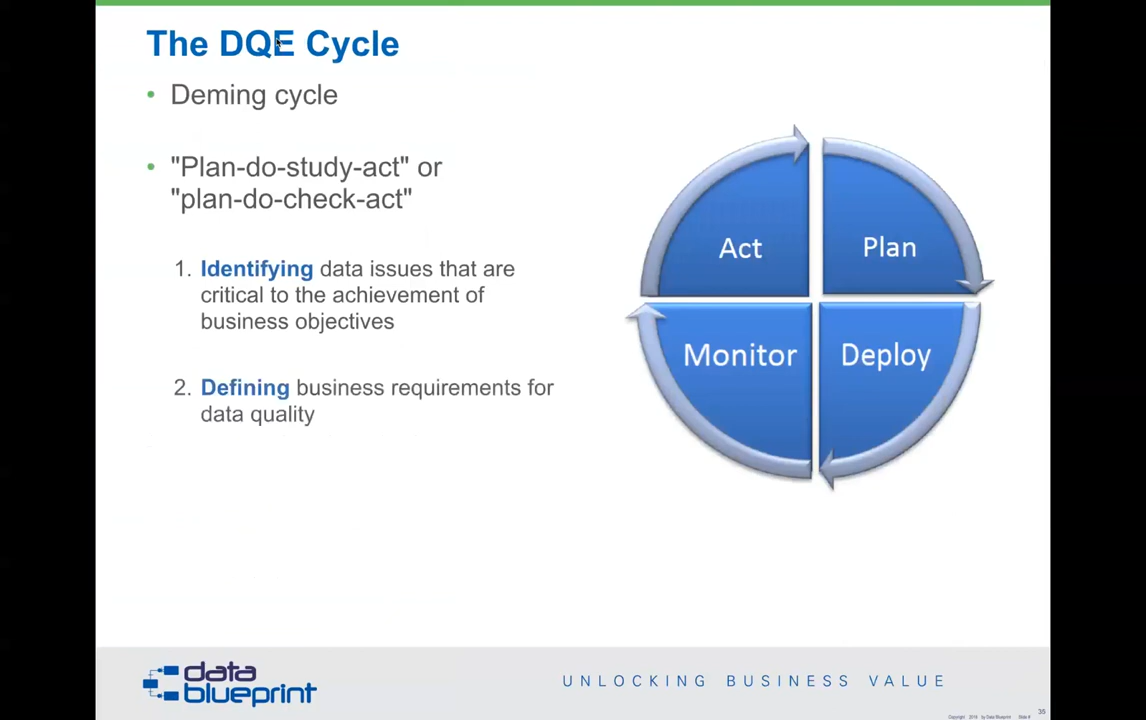 The DQE Cycle
• Deming cycle
• "Plan-do-study-act" or
"plan-do-check-act"
1. Identifying data issues that are
critical to the achievement of
business objectives
2. Defining business requirements for
data quality
Act
Plan
Monitor
Deploy
data
blueprint
UNLOCKING BUSINESS VALUE
35